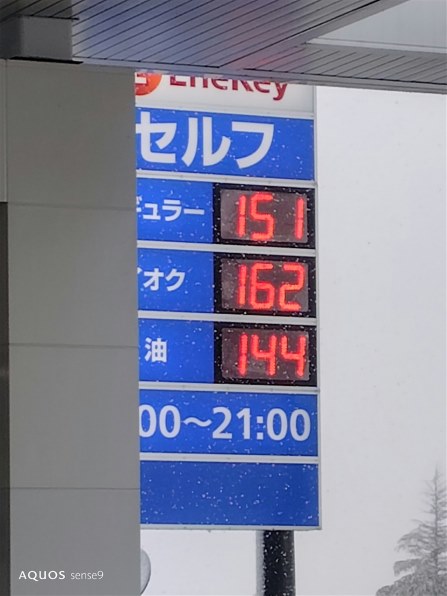 EneKey
セルフ
ギュラー 151
イオク 162
油 144
00～21:00
AQUOS sense9